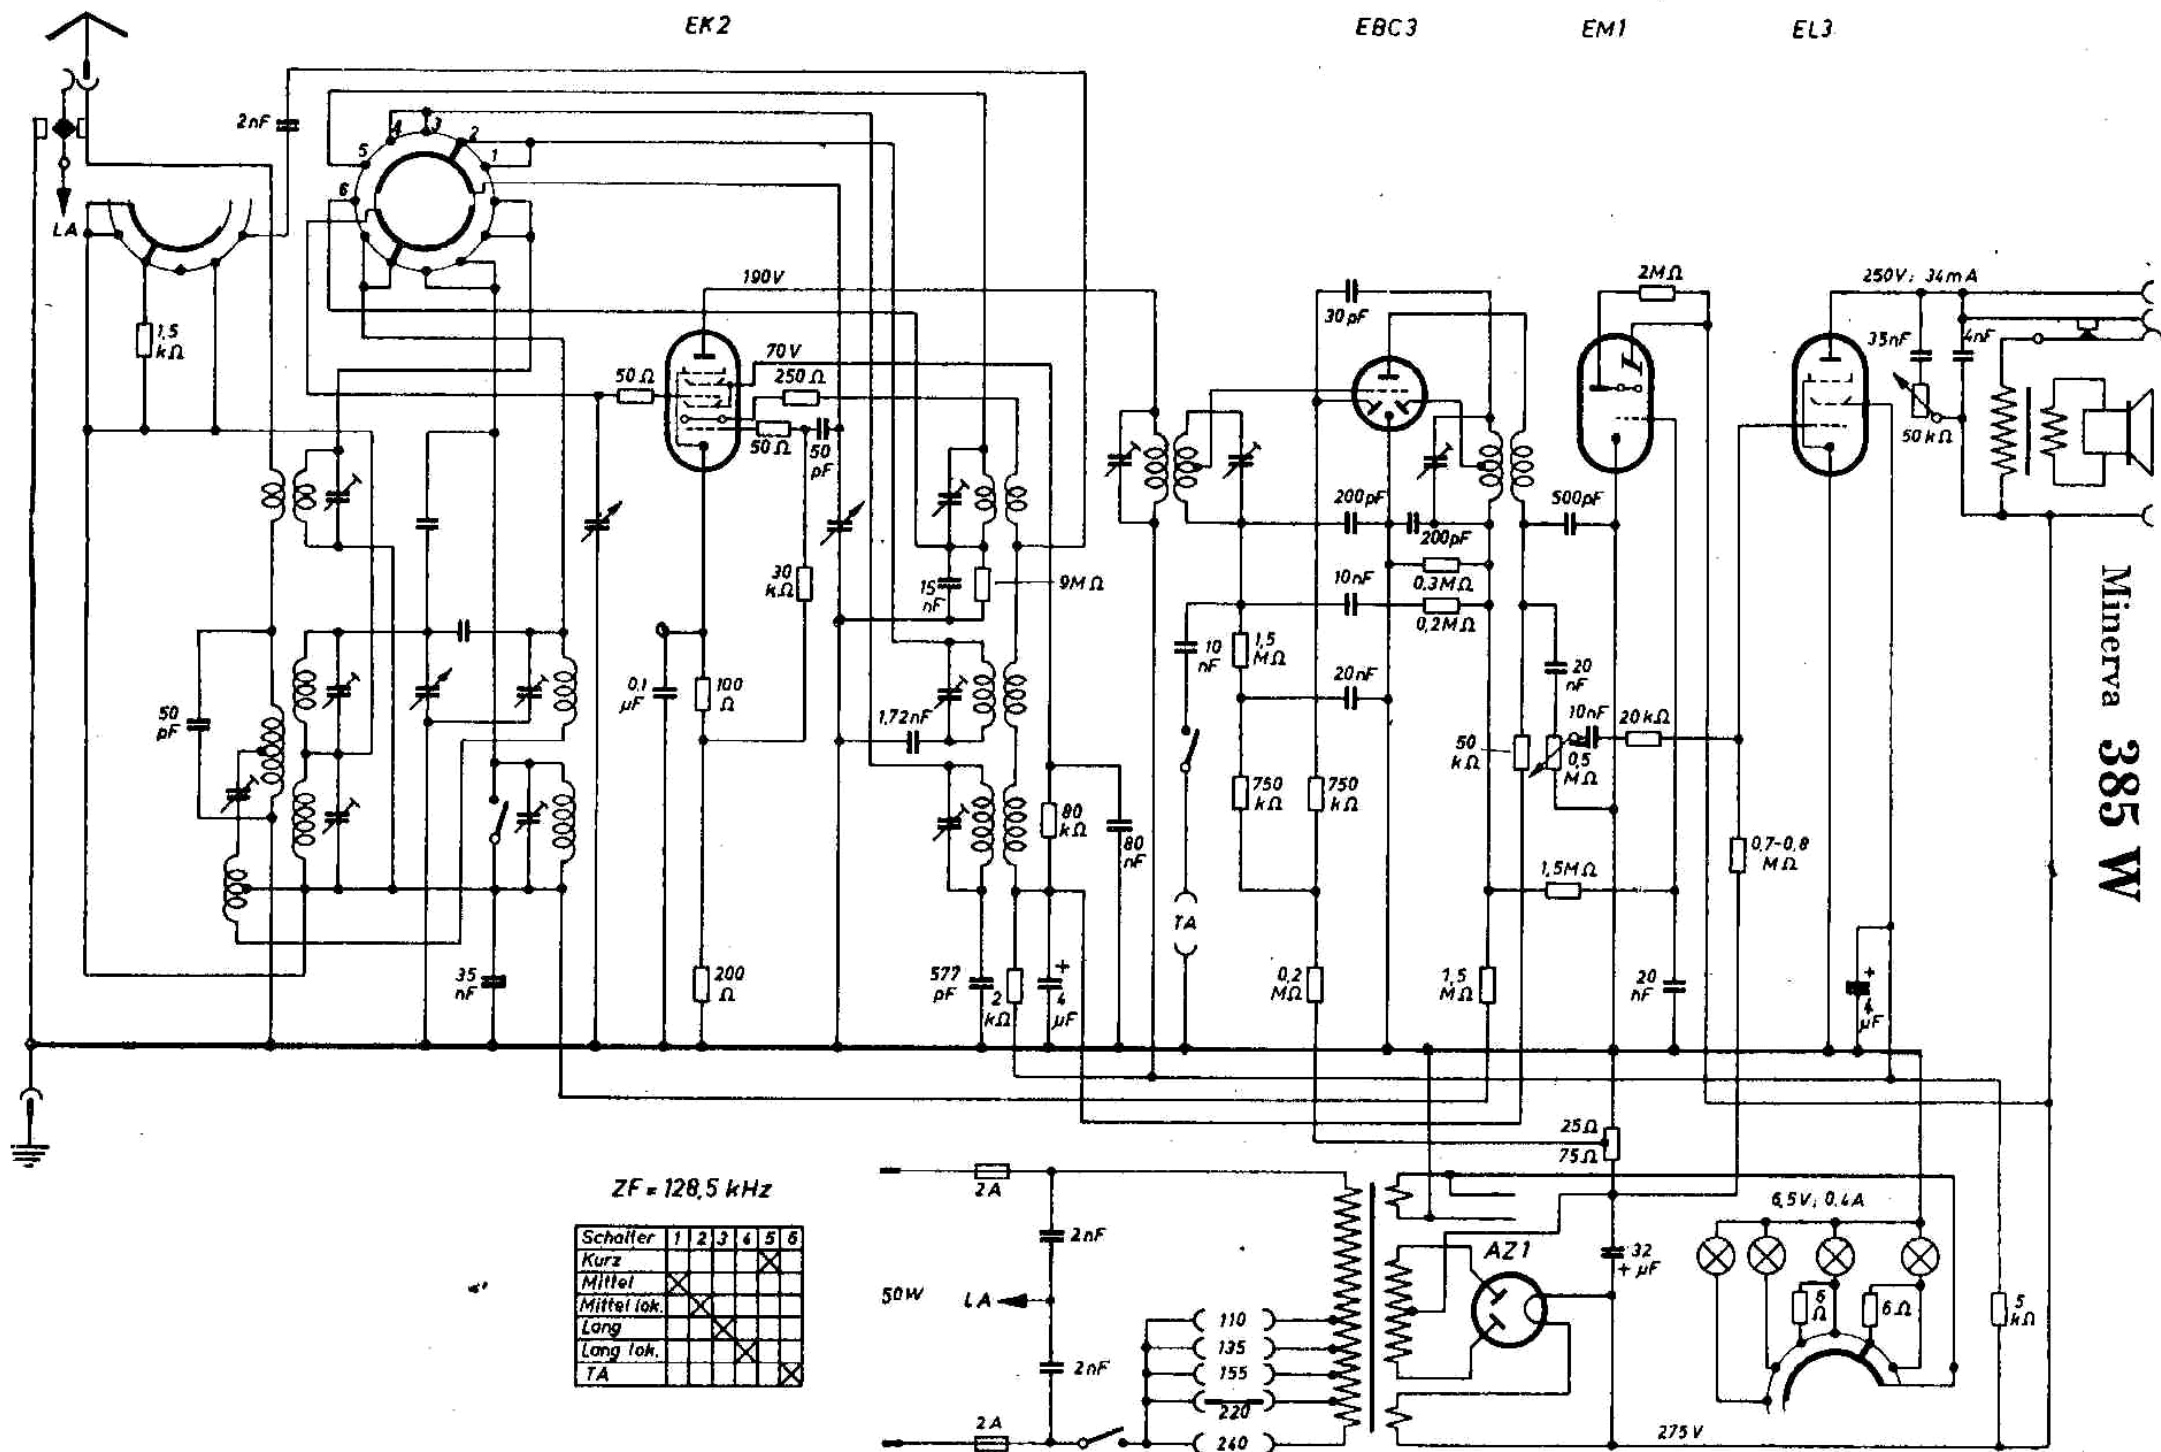 EK2
EBC3
EM1
EL3
2nF
4
3
2
1
5
6
LA
1,5
kΩ
190V
70V
50Ω
250Ω
50Ω
50
pF
30
kΩ
50
pF
0,1
µF
100
Ω
200
Ω
35
nF
15
nF
9MΩ
1,72nF
577
pF
2
kΩ
4
µF
+
80
kΩ
80
nF
30pF
200pF
200pF
10nF
0,3MΩ
0,2MΩ
10
nF
1,5
MΩ
20nF
750
kΩ
750
kΩ
TA
0,2
MΩ
1,5
MΩ
2MΩ
500pF
20
nF
10nF
20kΩ
50
kΩ
0,5
MΩ
1,5MΩ
20
nF
0,7-0,8
MΩ
250V; 34mA
35nF
4nF
50kΩ
+
4
µF
Minerva 385 W
25Ω
75Ω
ZF = 128,5 kHz
Schalter 1 2 3 4 5 6
Kurz
Mittel
Mittel lok.
Lang
Lang lok.
TA
2A
2nF
50W
LA
2nF
2A
110
135
155
220
240
AZ1
32
+ µF
6,5V; 0,4A
6
Ω
6Ω
5
kΩ
275V